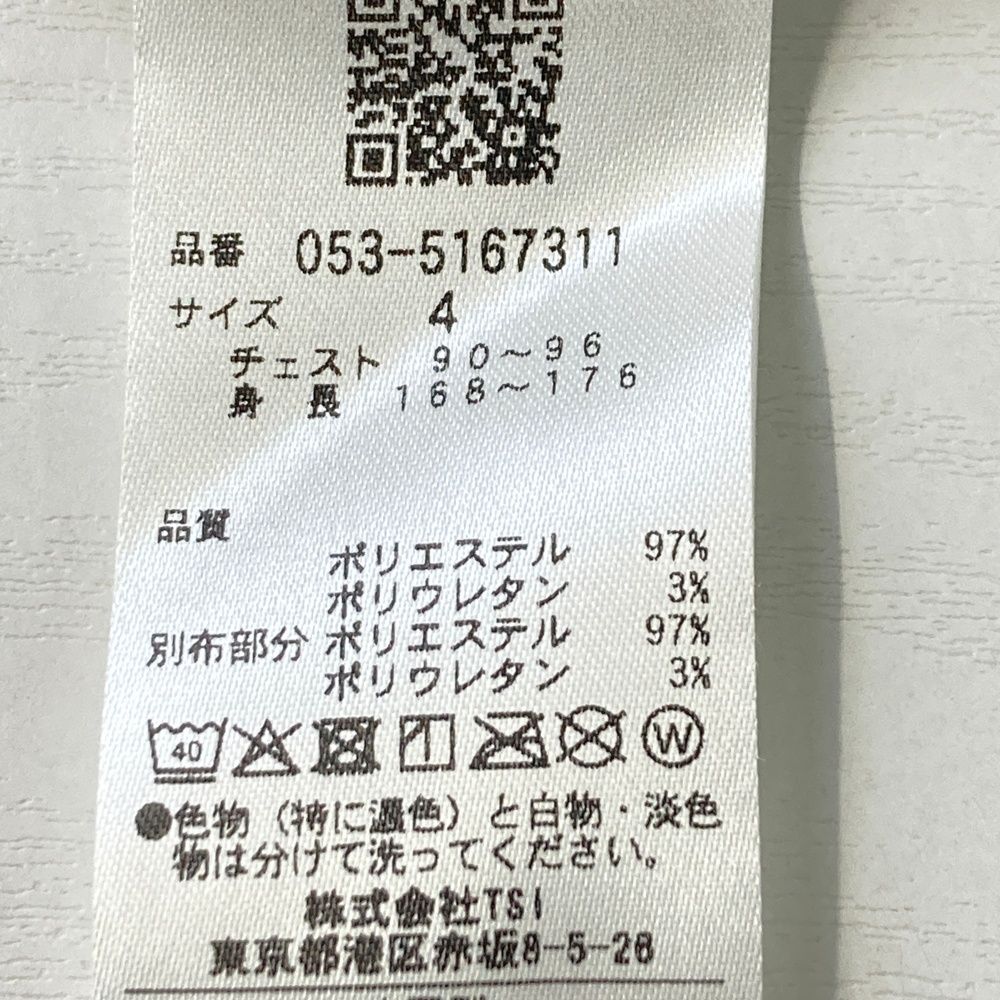 品番 053-5167311
サイズ 4
チェスト 90～96
身長 168～176
品質
ポリエステル 97%
ポリウレタン 3%
別布部分 ポリエステル 97%
ポリウレタン 3%
40 W
●色物（特に濃色）と白物・淡色
物は分けて洗ってください。
株式会社TSI
東京都港区赤坂8-5-28